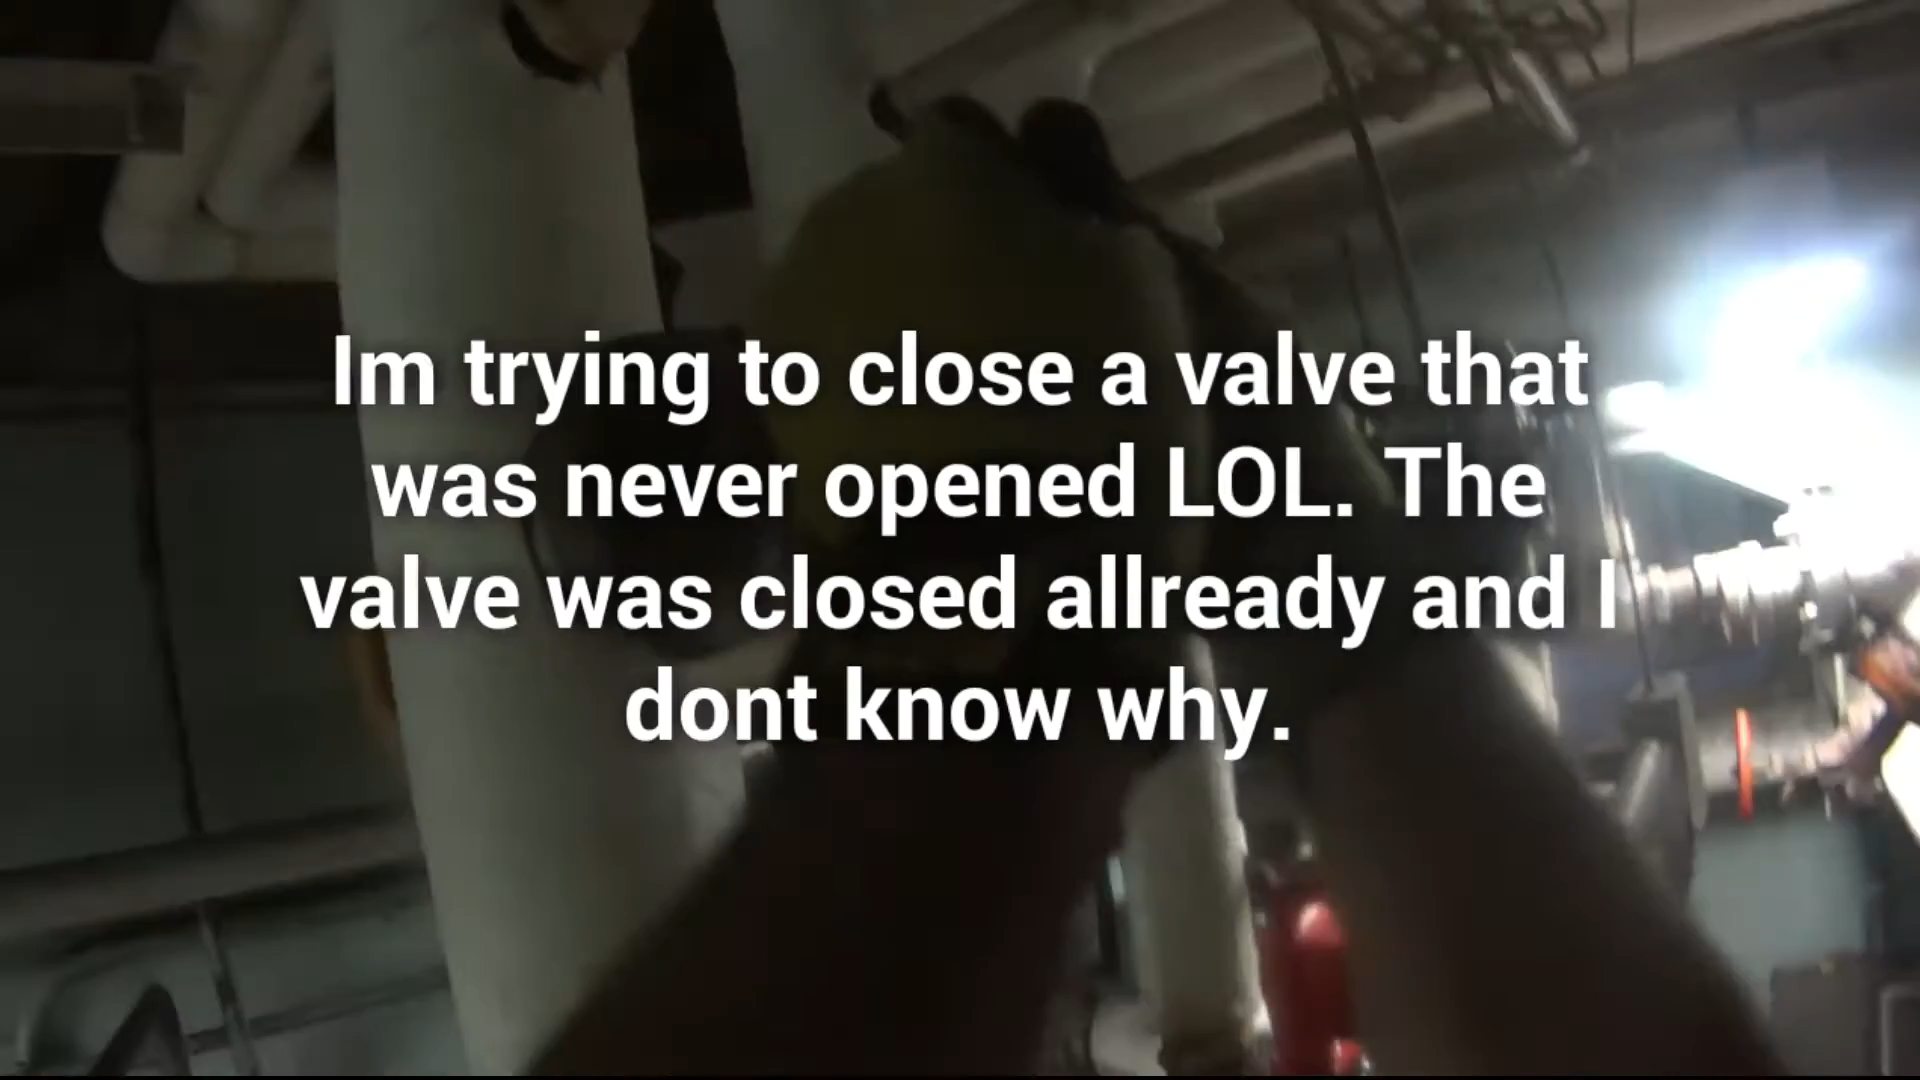 Im trying to close a valve that
was never opened LOL. The
valve was closed allready and I
dont know why.